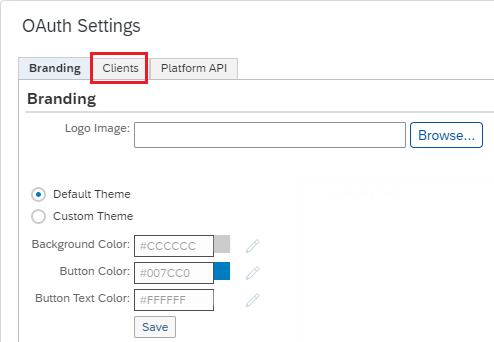 OAuth Settings
Branding Clients Platform API
Branding
Logo Image: Browse...
Default Theme
Custom Theme
Background Color: #CCCCCC
Button Color: #007CC0
Button Text Color: #FFFFFF
Save